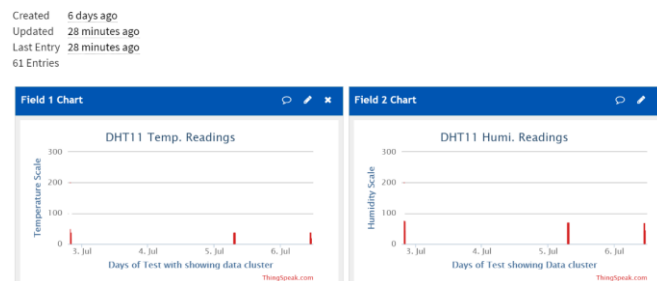 Created 6 days ago
Updated 28 minutes ago
Last Entry 28 minutes ago
61 Entries
Field 1 Chart
DHT11 Temp. Readings
Temperature Scale
300
200
100
0
3. Jul 4. Jul 5. Jul 6. Jul
Days of Test with showing Data cluster
ThingSpeak.com
Field 2 Chart
DHT11 Humi. Readings
Humidity Scale
300
200
100
0
3. Jul 4. Jul 5. Jul 6. Jul
Days of Test showing Data cluster
ThingSpeak.com